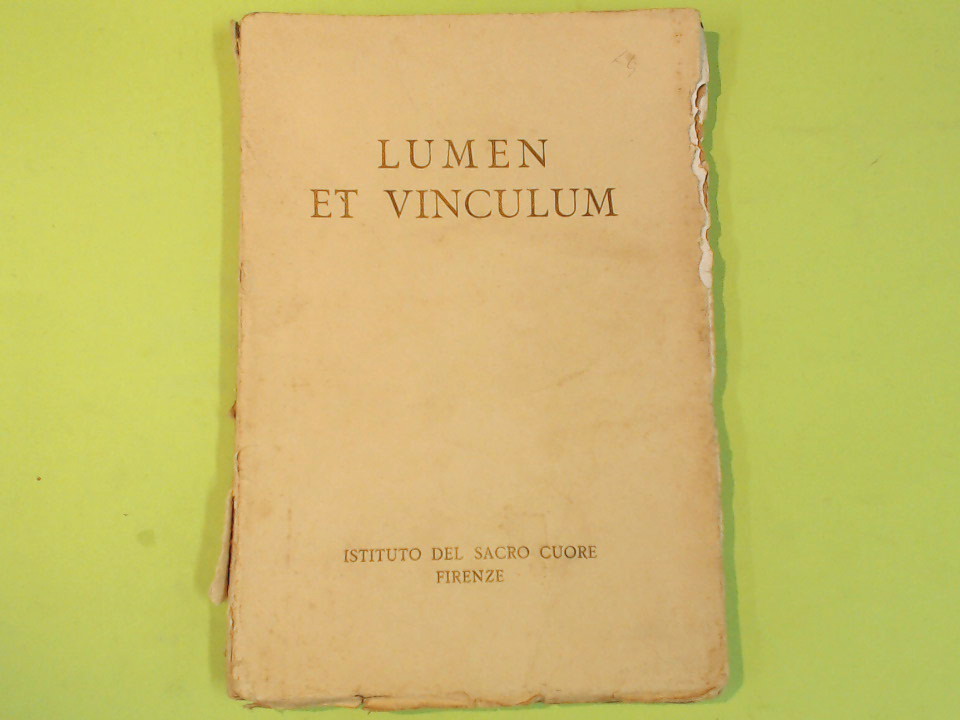 LUMEN
ET VINCULUM
ISTITUTO DEL SACRO CUORE
FIRENZE